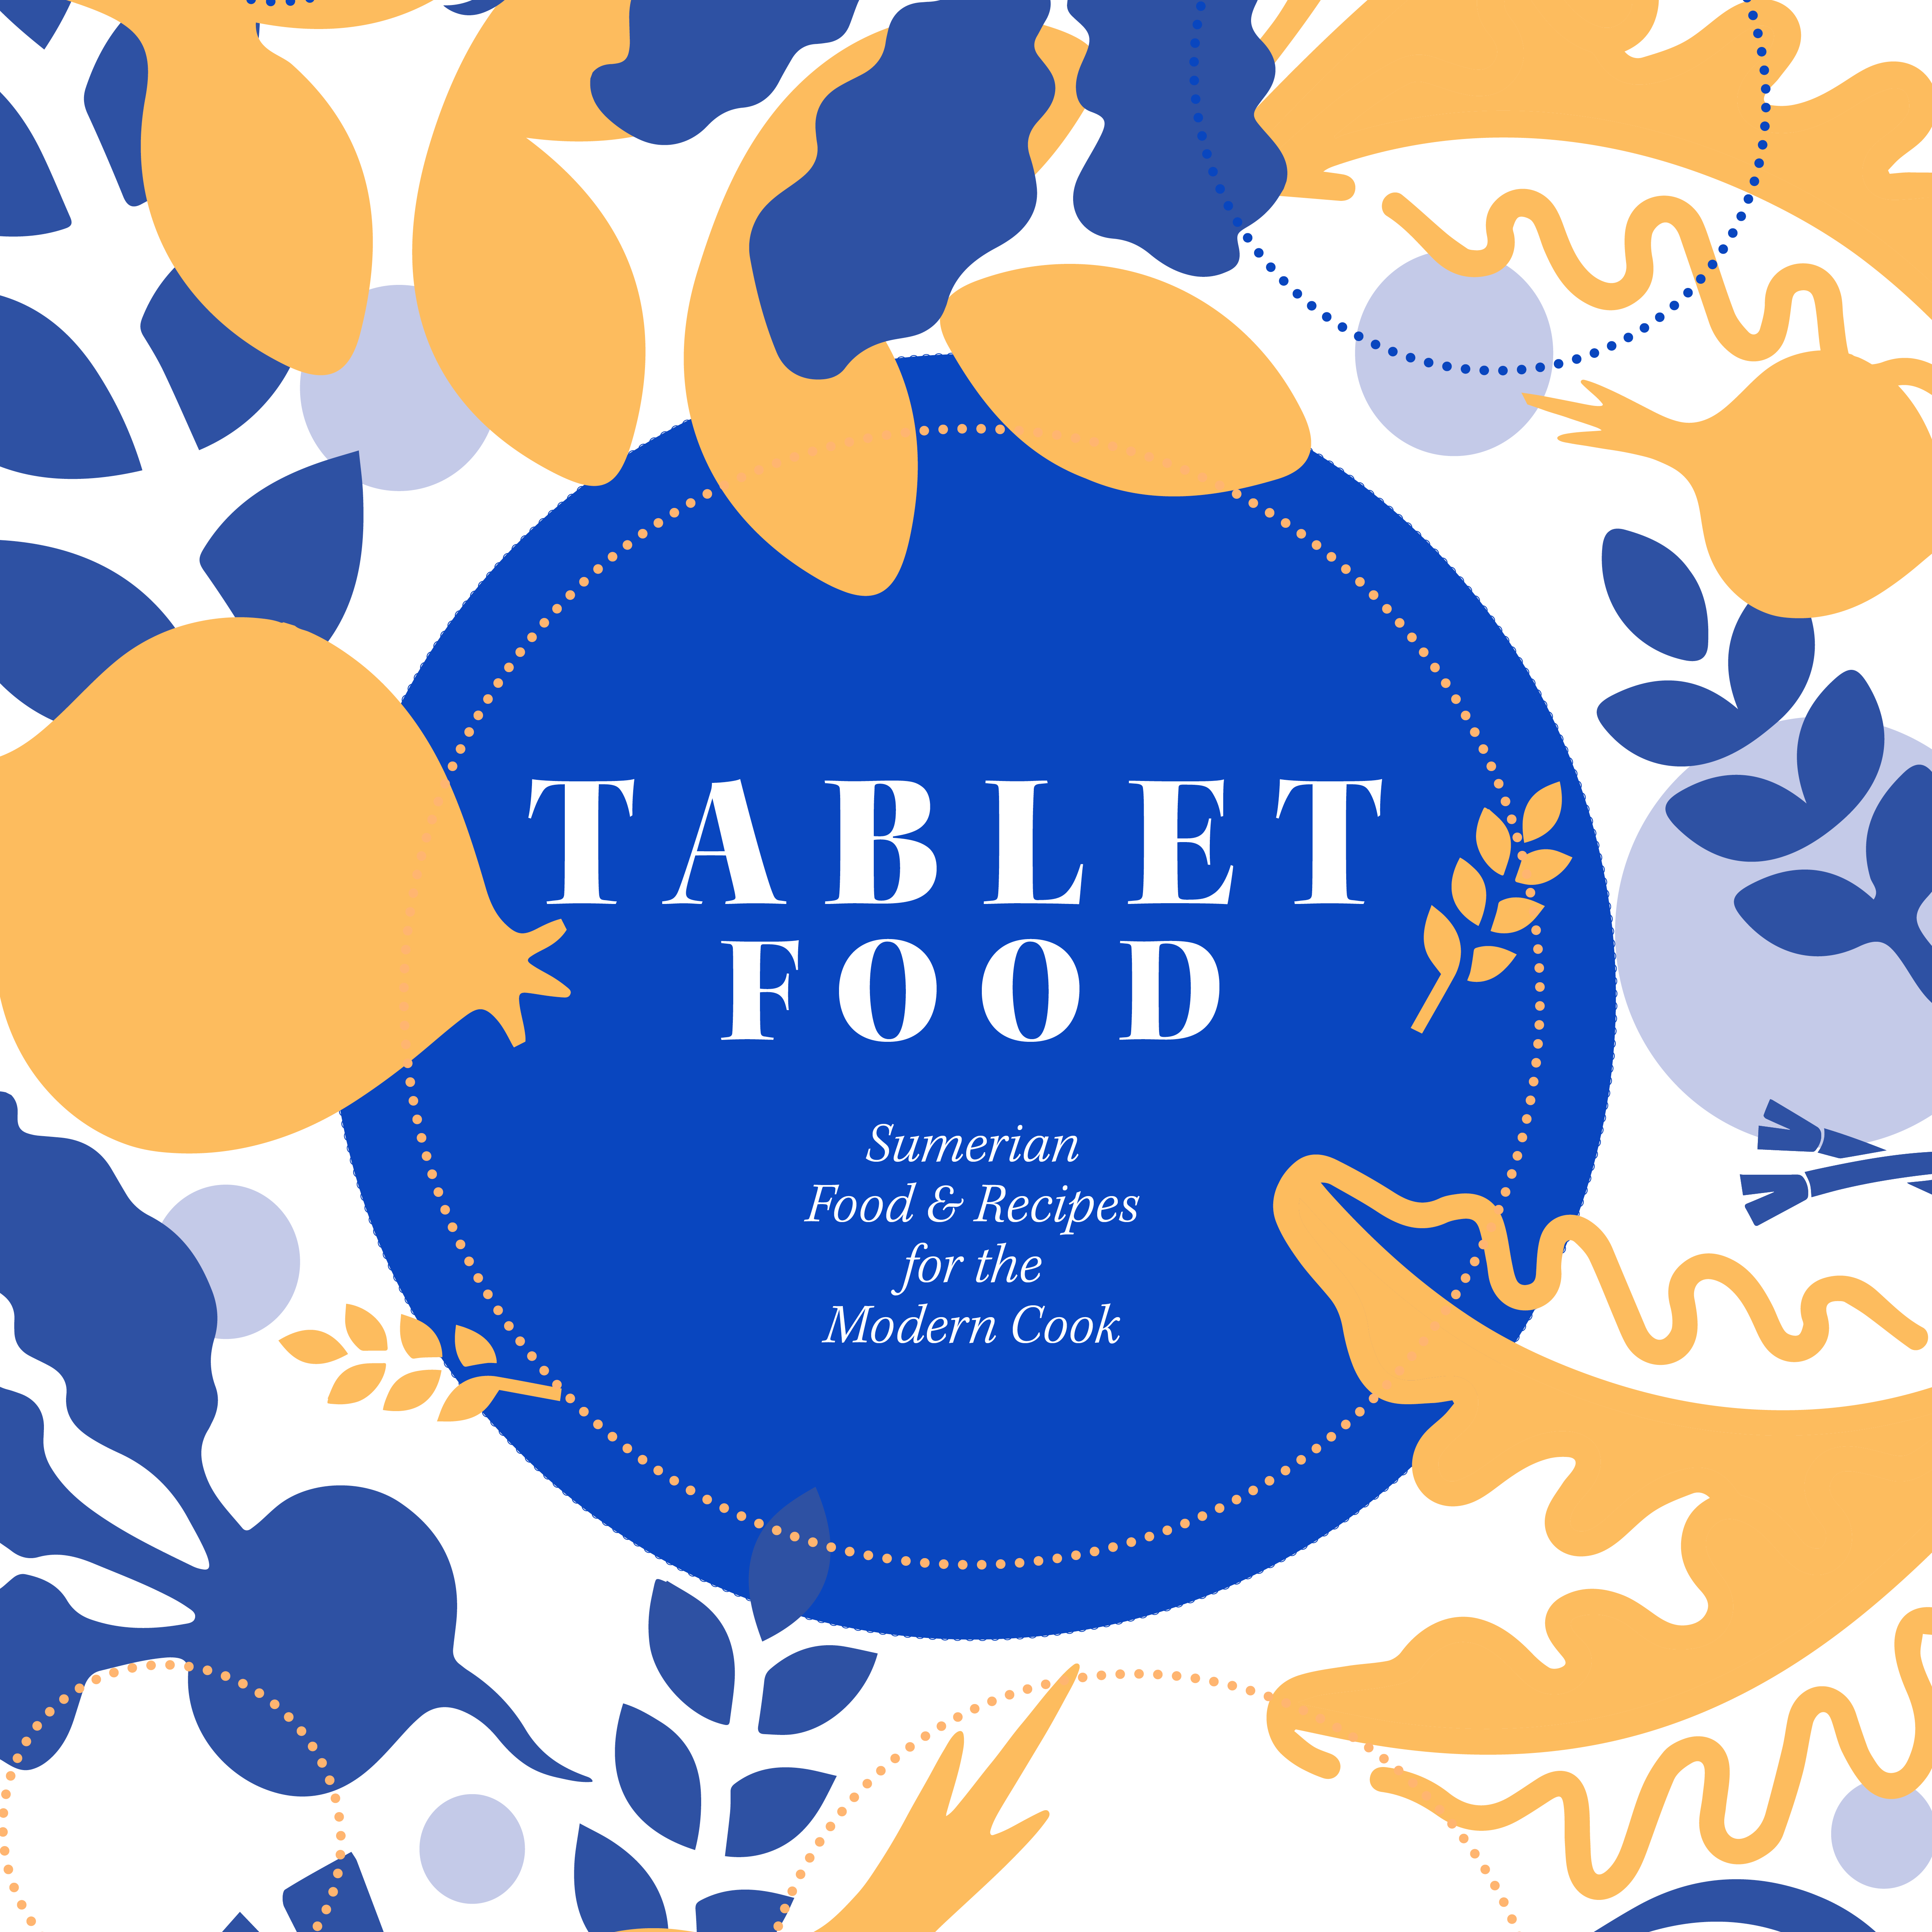 TABLET
FOOD
Sumerian
Food & Recipes
for the
Modern Cook